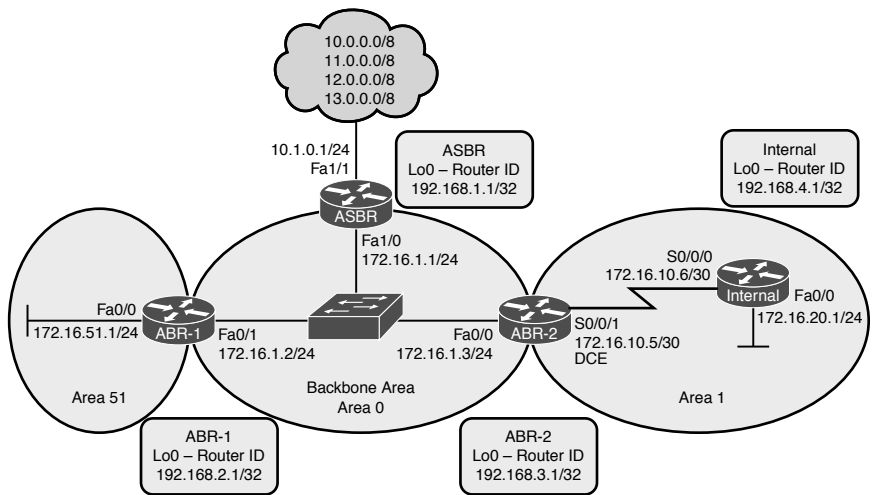 10.0.0.0/8
11.0.0.0/8
12.0.0.0/8
13.0.0.0/8
10.1.0.1/24
Fa1/1
ASBR
Lo0 – Router ID
192.168.1.1/32
Internal
Lo0 – Router ID
192.168.4.1/32
ASBR
Fa1/0
172.16.1.1/24
S0/0/0
172.16.10.6/30
Internal
Fa0/0
172.16.20.1/24
Fa0/0
172.16.51.1/24
ABR-1
Fa0/1
172.16.1.2/24
Fa0/0
172.16.1.3/24
ABR-2
S0/0/1
172.16.10.5/30
DCE
Area 51
Backbone Area
Area 0
Area 1
ABR-1
Lo0 – Router ID
192.168.2.1/32
ABR-2
Lo0 – Router ID
192.168.3.1/32